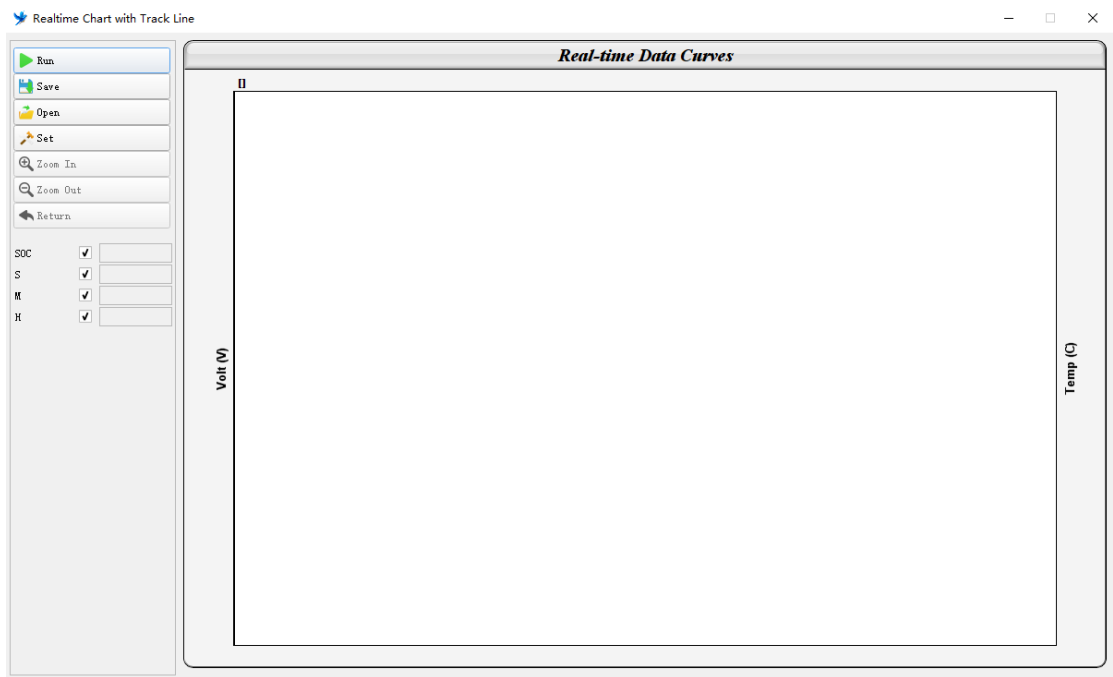 Realtime Chart with Track Line
Run
Save
Open
Set
Zoom In
Zoom Out
Return
SOC
S
M
H
Real-time Data Curves
[]
Volt (V)
Temp (C)